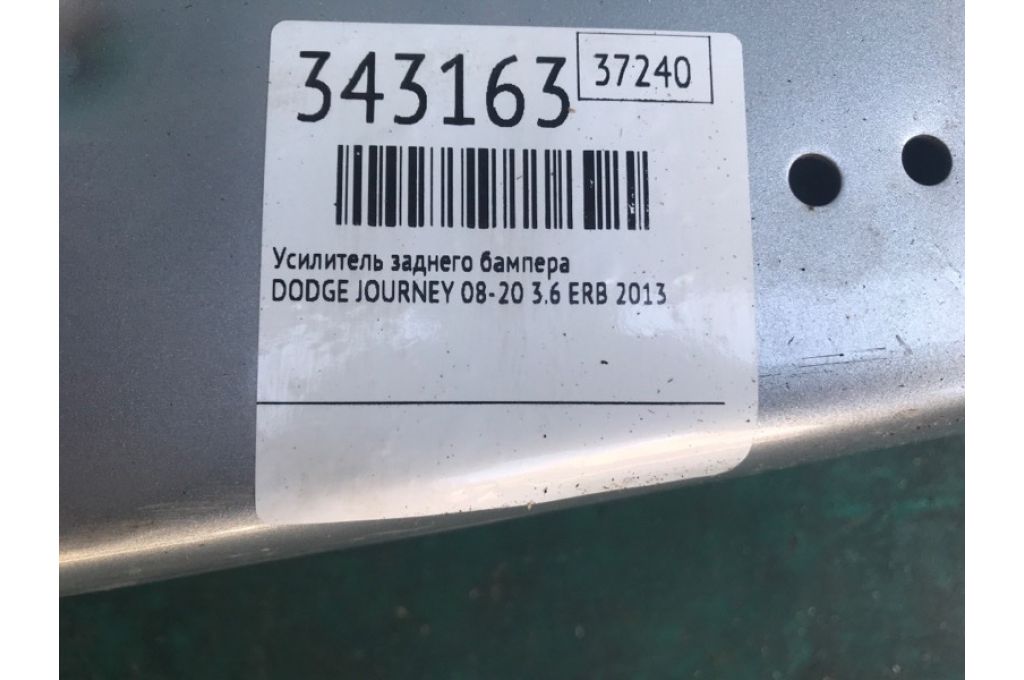 343163 37240
Усилитель заднего бампера
DODGE JOURNEY 08-20 3.6 ERB 2013